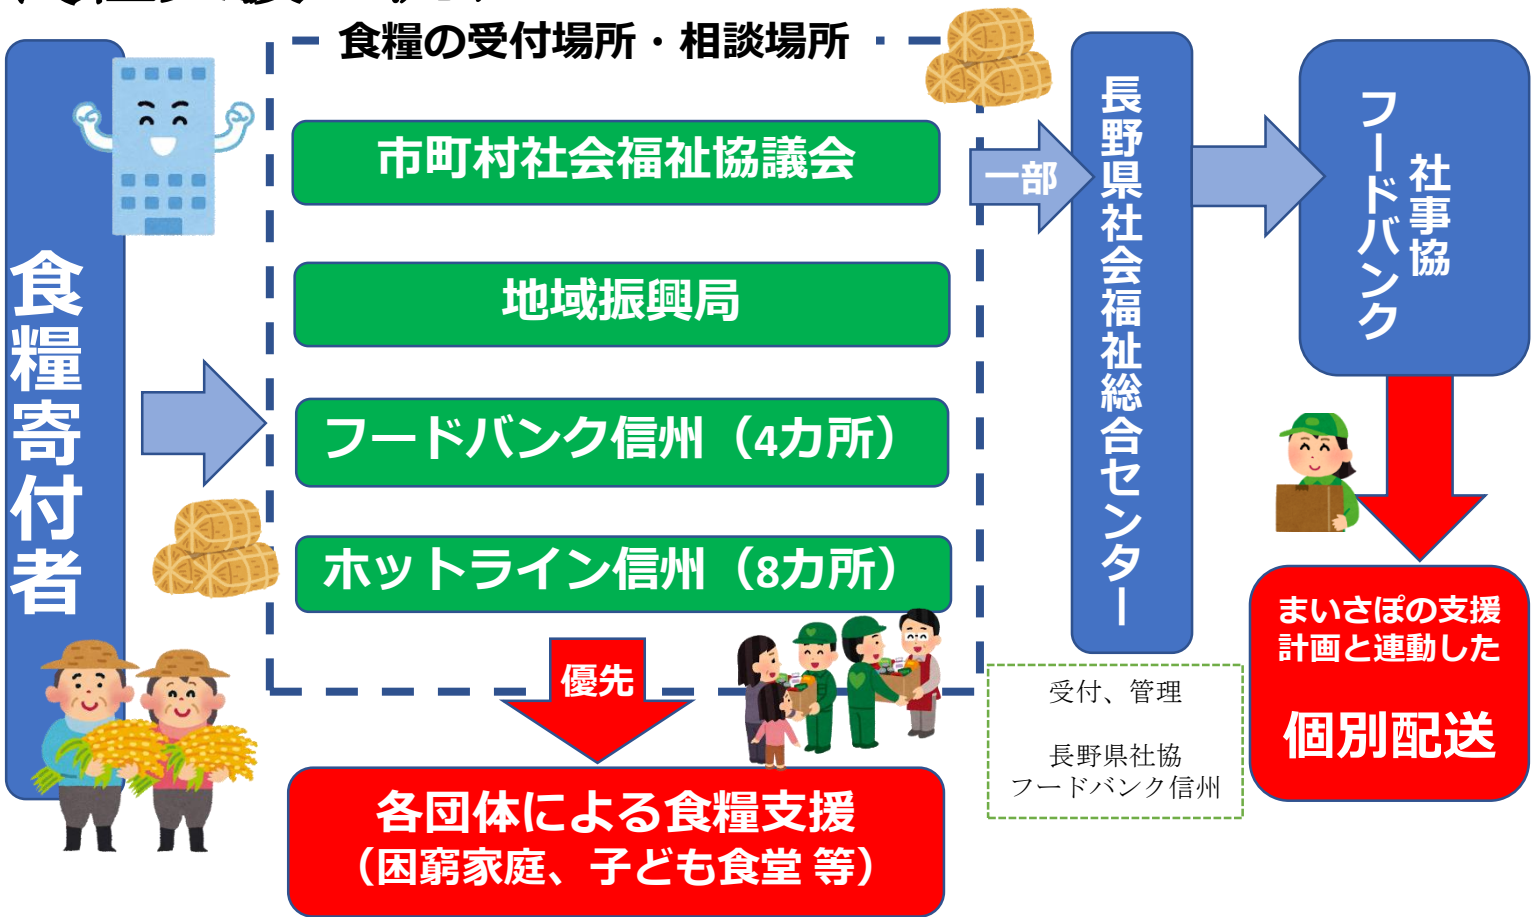 食糧の受付場所・相談場所
食糧寄付者
市町村社会福祉協議会
地域振興局
フードバンク信州（4カ所）
ホットライン信州（8カ所）
優先
各団体による食糧支援
（困窮家庭、子ども食堂 等）
一部
長野県社会福祉総合センター
受付、管理
長野県社協
フードバンク信州
社事協
フードバンク
まいさぽの支援
計画と連動した
個別配送